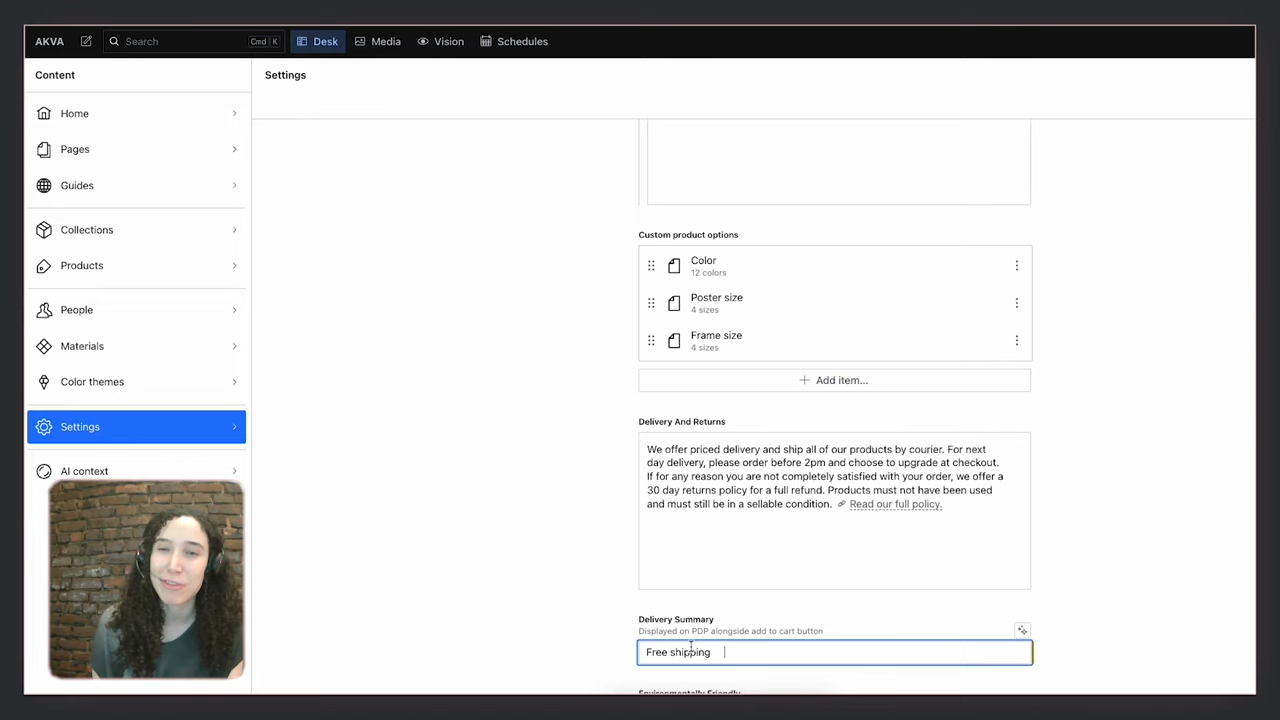 AKVA Search Cmd K Desk Media Vision Schedules
Content
Settings
Home
Pages
Guides
Collections
Products
People
Materials
Color themes
Settings
AI context
Custom product options
Color
12 colors
Poster size
4 sizes
Frame size
4 sizes
Add item...
Delivery And Returns
We offer priced delivery and ship all of our products by courier. For next
day delivery, please order before 2pm and choose to upgrade at checkout.
If for any reason you are not completely satisfied with your order, we offer a
30 day returns policy for a full refund. Products must not have been used
and must still be in a sellable condition. Read our full policy.
Delivery Summary
Displayed on PDP alongside add to cart button
Free shipping
Environmentally Friendly